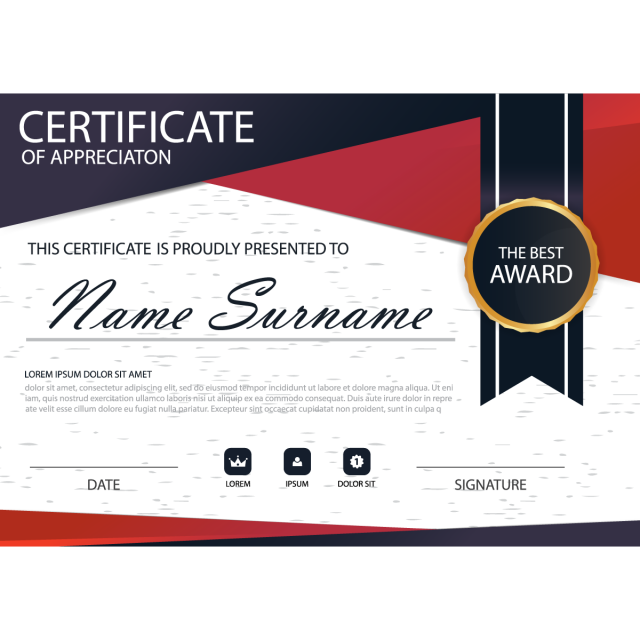 CERTIFICATE
OF APPRECIATON
THIS CERTIFICATE IS PROUDLY PRESENTED TO
THE BEST
AWARD
Name Surname
LOREM IPSUM DOLOR SIT AMET
dolor sit amet, consectetur adipiscing elit, sed do eiusmod tempor incididunt ut labore et dolore magna aliqua. Ut en
ostrud exercitation ullamco laboris nisi ut aliquip ex ea commodo consequat. Duis aute irure dolor in repre
ate velit esse cillum dolore eu fugiat nulla pariatur. Excepteur sint occaecat cupidatat non proident, sunt in culpa q
DATE
LOREM
IPSUM
DOLOR SIT
SIGNATURE
1